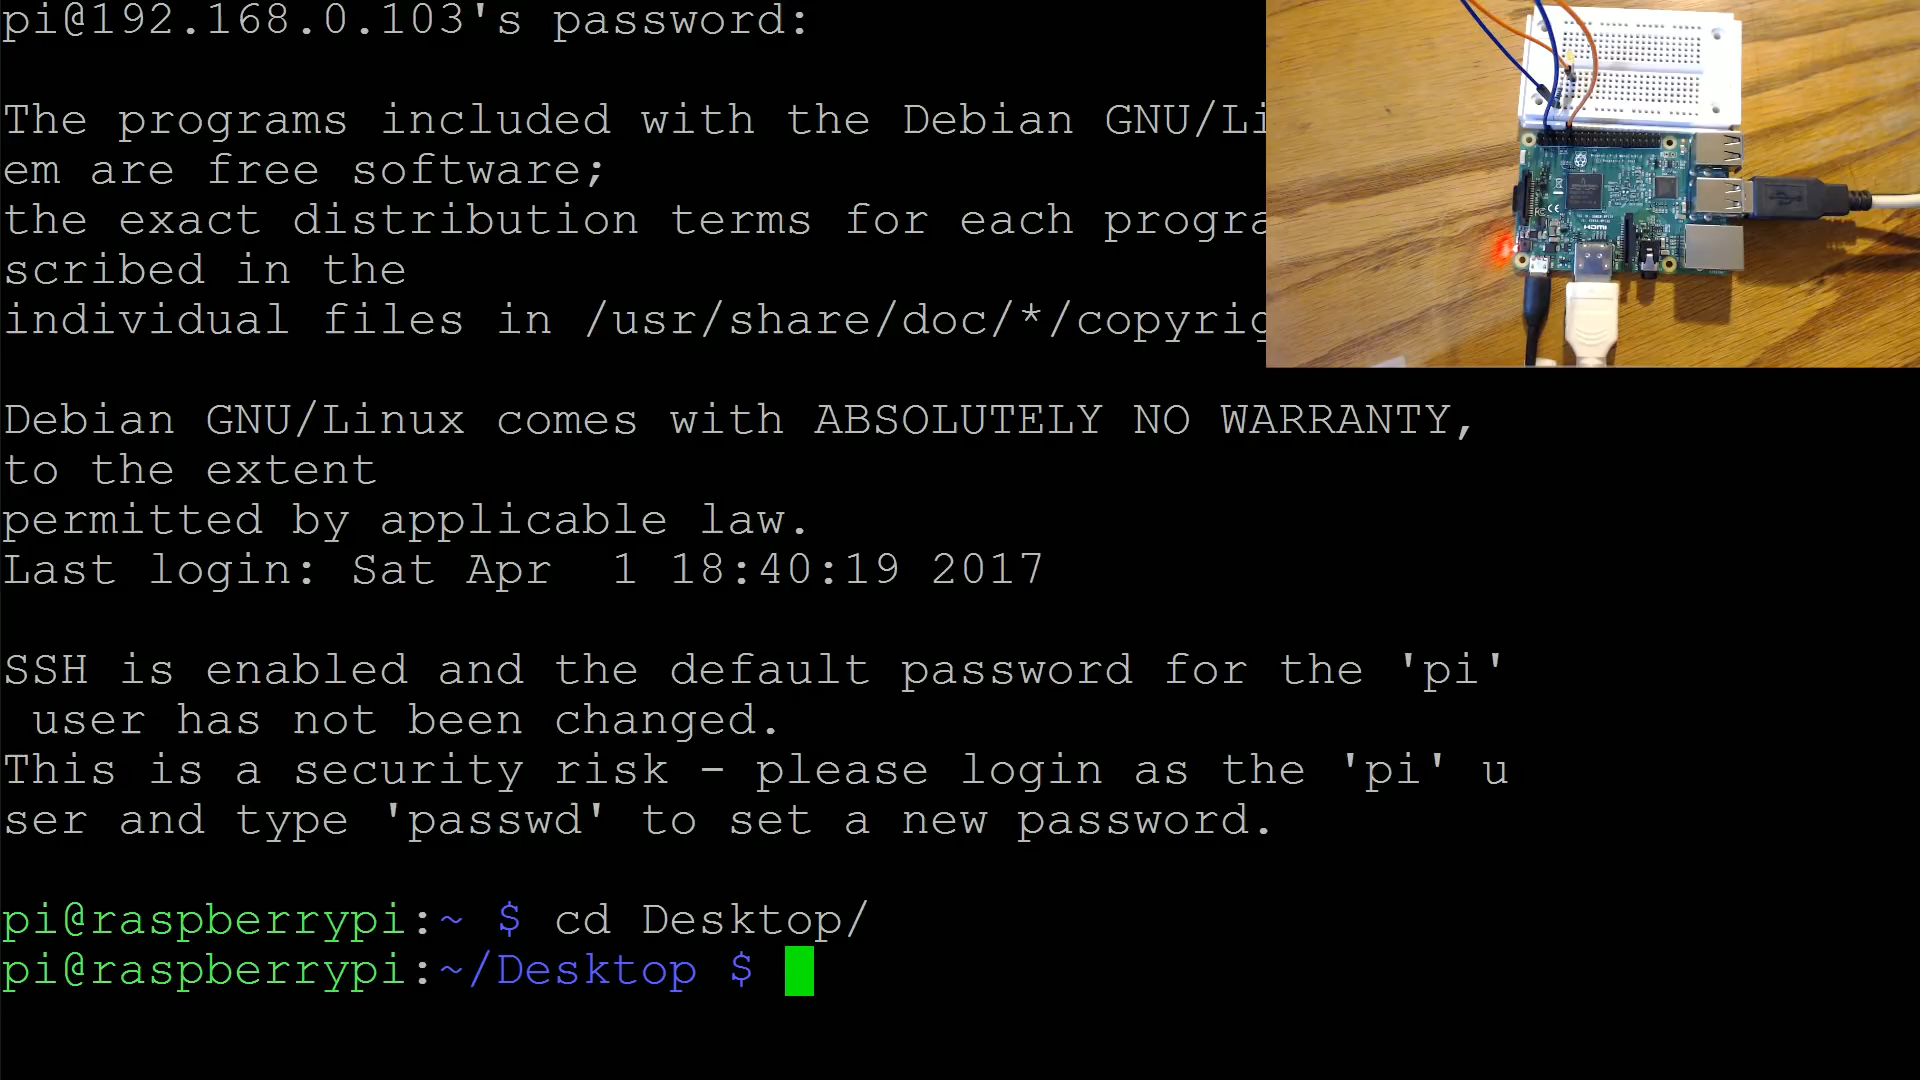 pi@192.168.0.103's password:
The programs included with the Debian GNU/Li
em are free software;
the exact distribution terms for each progra
scribed in the
individual files in /usr/share/doc/*/copyrig
Debian GNU/Linux comes with ABSOLUTELY NO WARRANTY,
to the extent
permitted by applicable law.
Last login: Sat Apr  1 18:40:19 2017
SSH is enabled and the default password for the 'pi'
 user has not been changed.
This is a security risk - please login as the 'pi' u
ser and type 'passwd' to set a new password.
pi@raspberrypi:~ $ cd Desktop/
pi@raspberrypi:~/Desktop $
HDMI